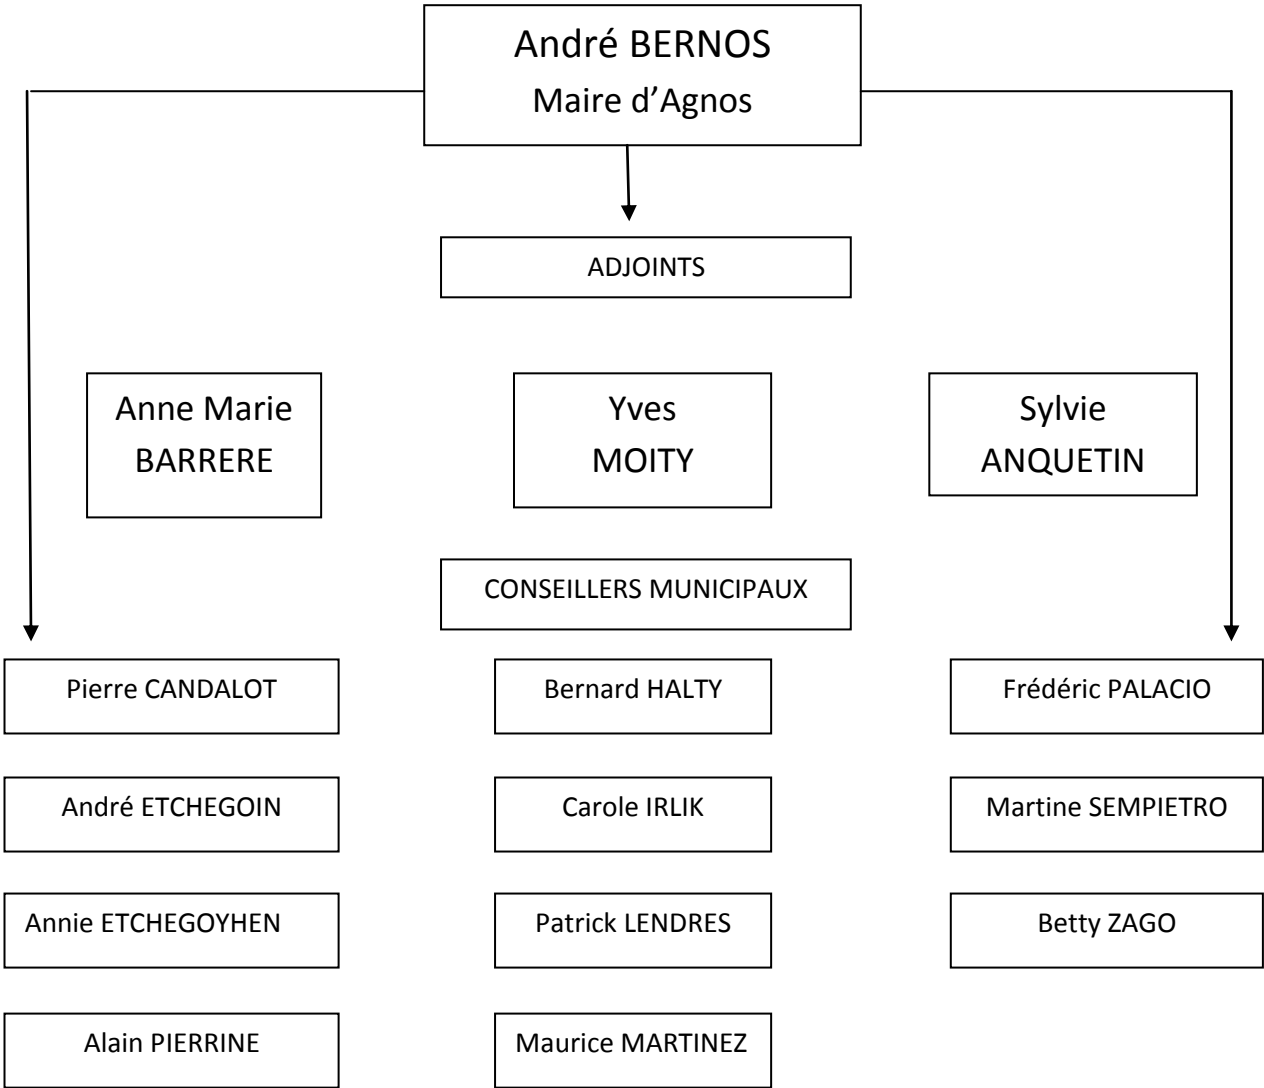 André BERNOS
Maire d’Agnos
ADJOINTS
Anne Marie
BARRERE
Yves
MOITY
Sylvie
ANQUETIN
CONSEILLERS MUNICIPAUX
Pierre CANDALOT
Bernard HALTY
Frédéric PALACIO
André ETCHEGOIN
Carole IRLIK
Martine SEMPIETRO
Annie ETCHEGOYHEN
Patrick LENDRES
Betty ZAGO
Alain PIERRINE
Maurice MARTINEZ